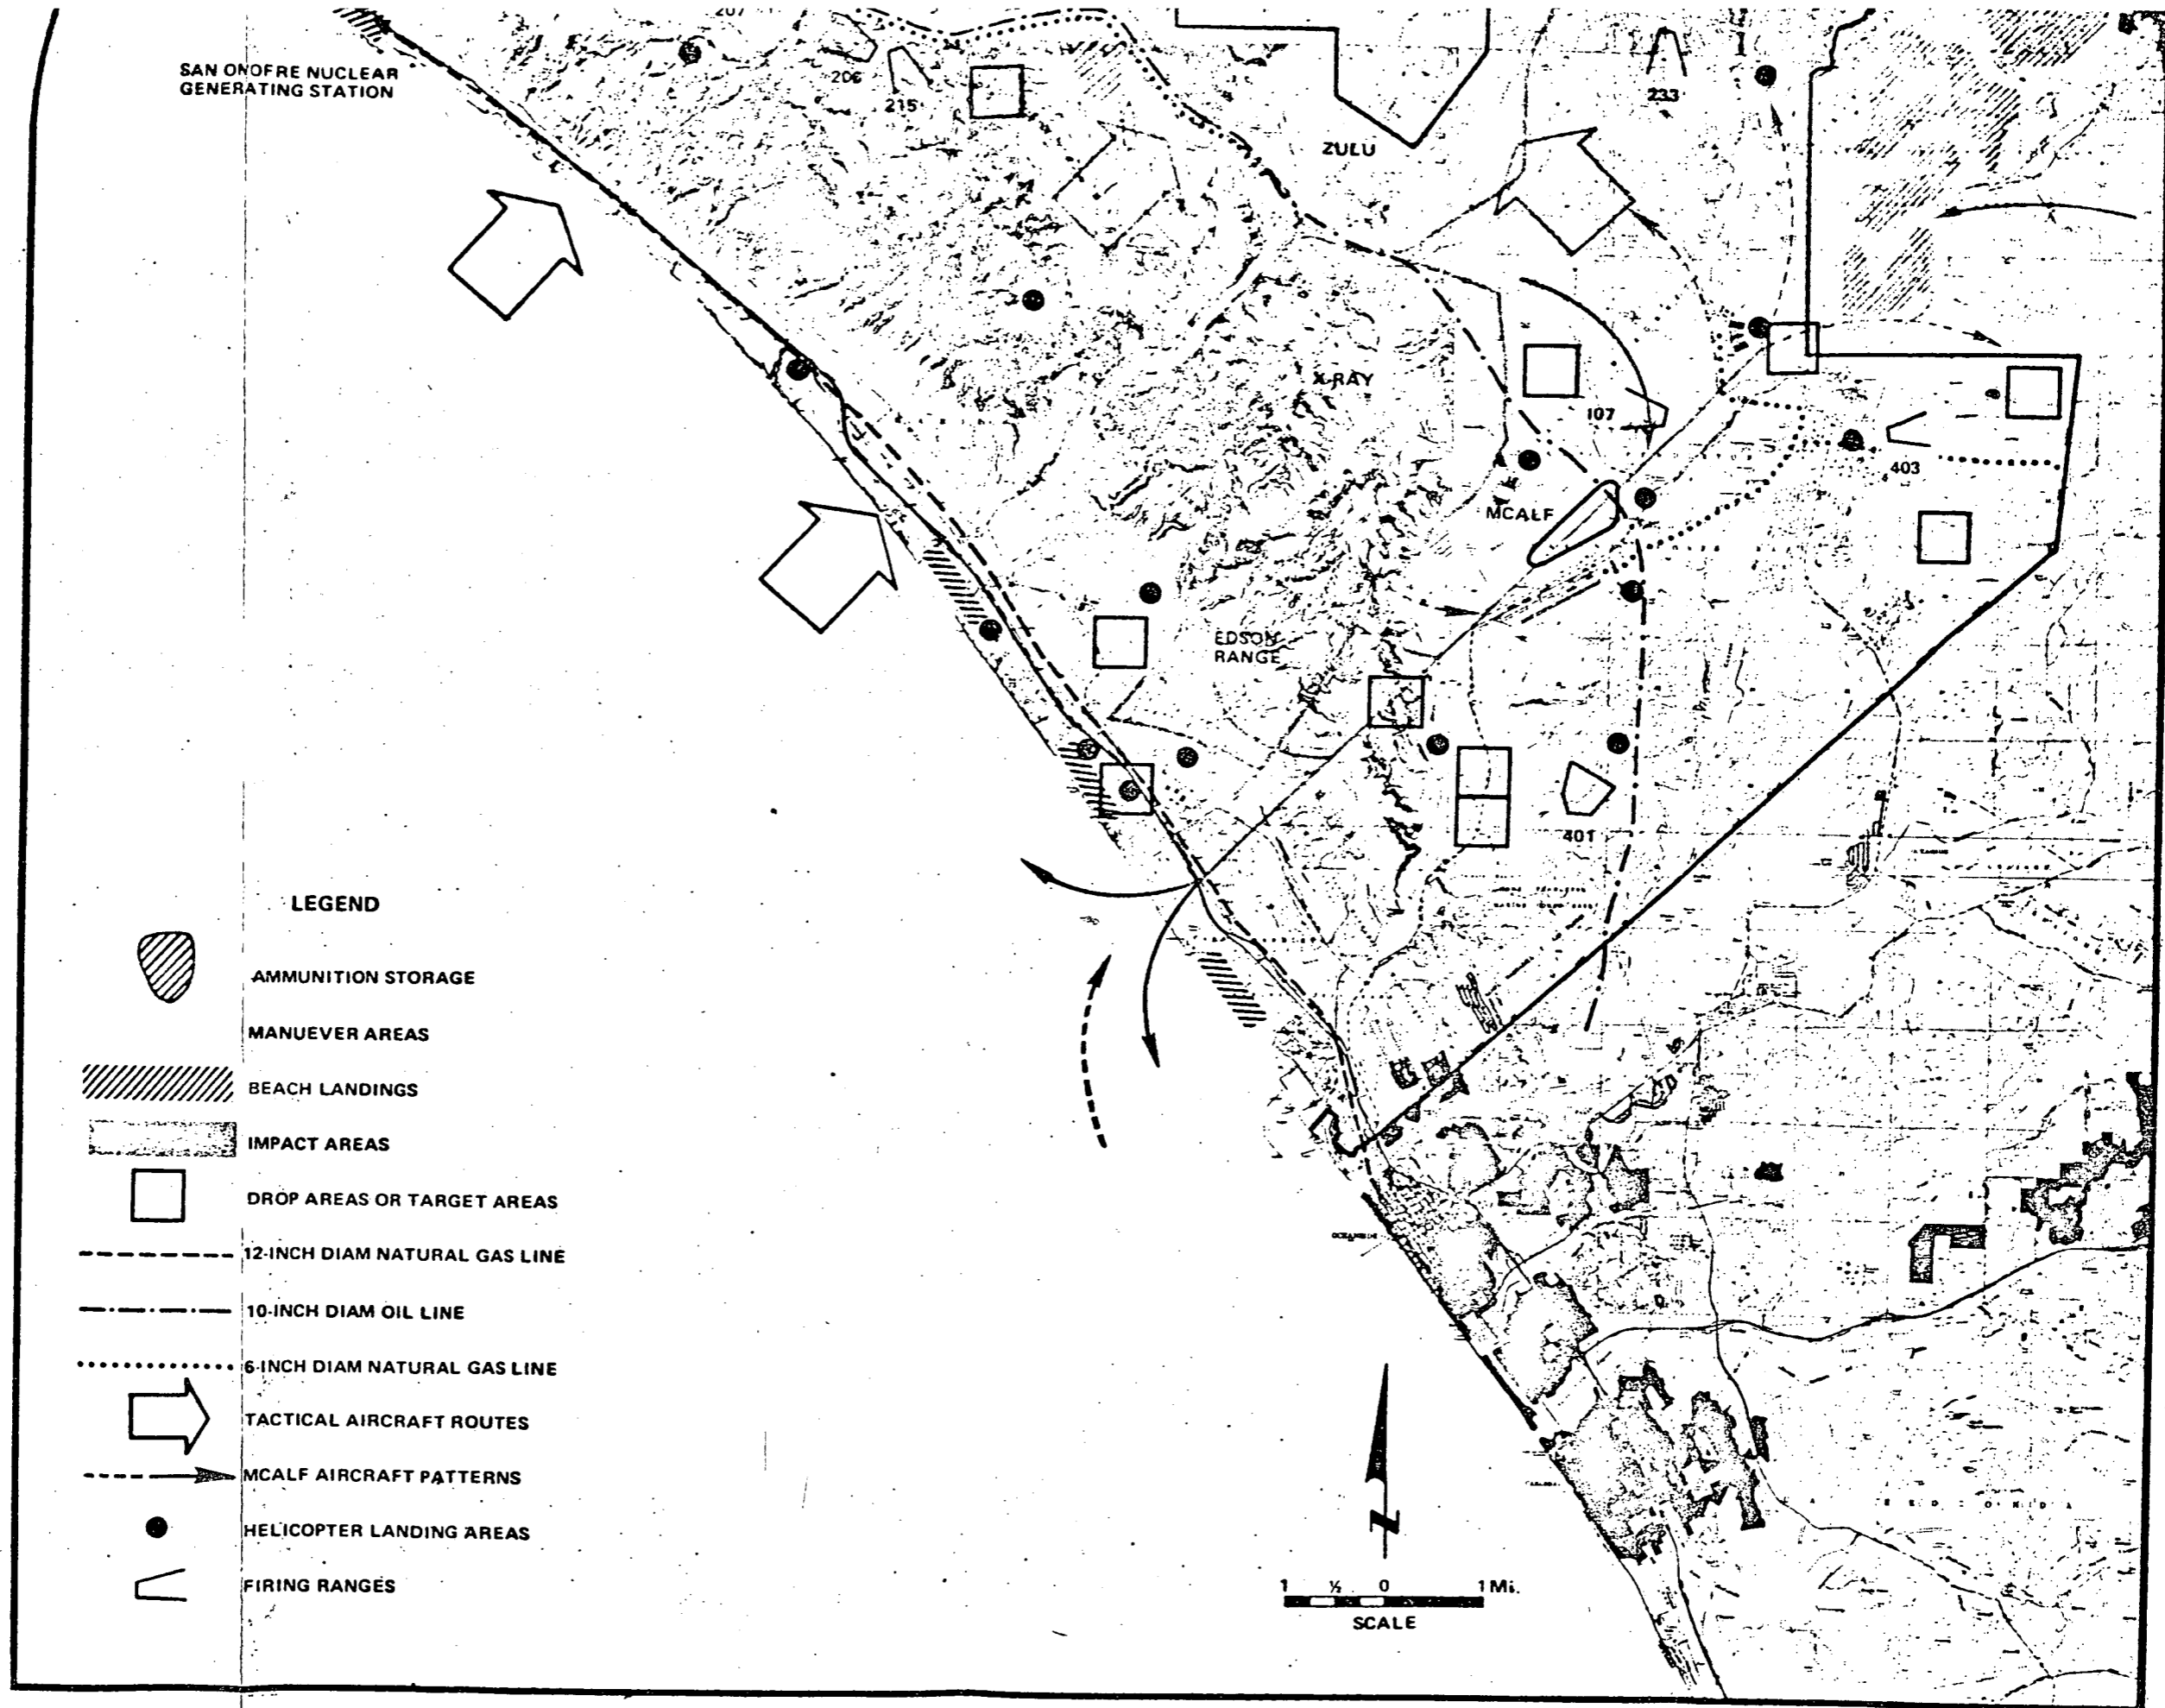 207
SAN ONOFRE NUCLEAR
GENERATING STATION
206
215
233
ZULU
X-RAY
107
403
MCALF
EDSON
RANGE
401
LEGEND
AMMUNITION STORAGE
MANUEVER AREAS
BEACH LANDINGS
IMPACT AREAS
DROP AREAS OR TARGET AREAS
12-INCH DIAM NATURAL GAS LINE
10-INCH DIAM OIL LINE
6-INCH DIAM NATURAL GAS LINE
TACTICAL AIRCRAFT ROUTES
MCALF AIRCRAFT PATTERNS
HELICOPTER LANDING AREAS
FIRING RANGES
OCEANSIDE
N
1 ½ 0 1 Mi.
SCALE